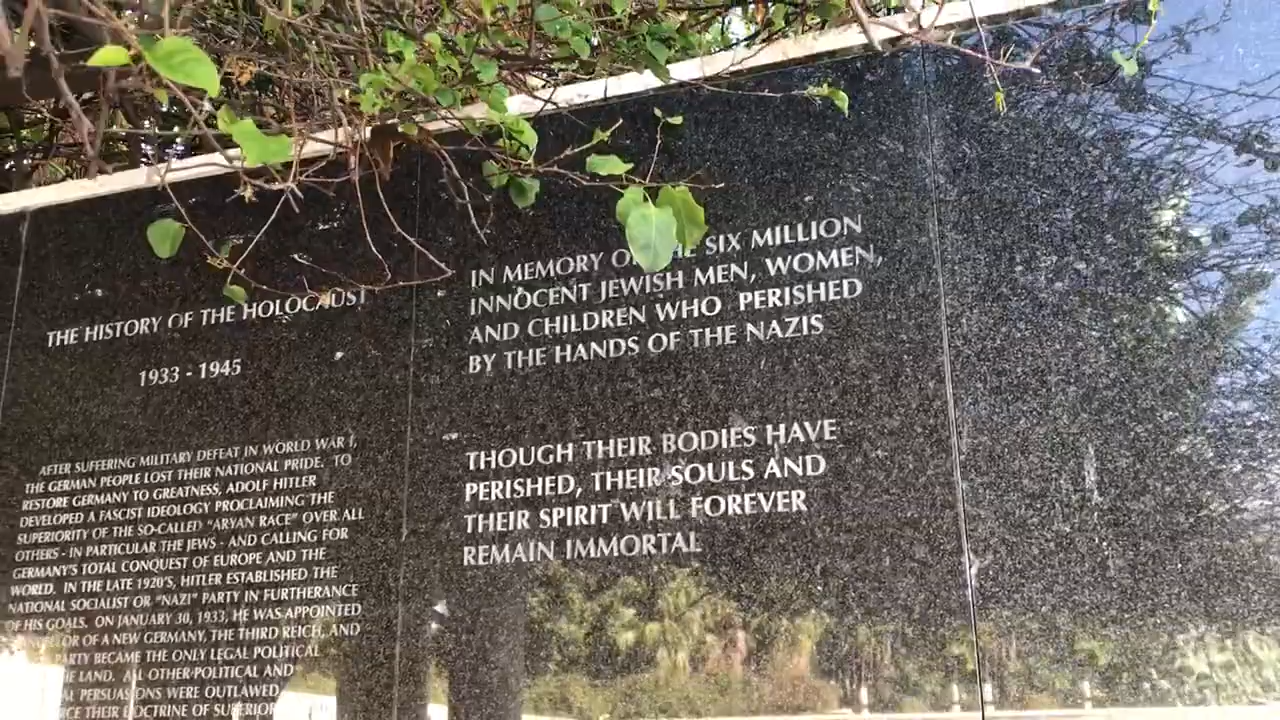 THE HISTORY OF THE HOLOCAUST
1933 - 1945
AFTER SUFFERING MILITARY DEFEAT IN WORLD WAR I,
THE GERMAN PEOPLE LOST THEIR NATIONAL PRIDE. TO
RESTORE GERMANY TO GREATNESS, ADOLF HITLER
DEVELOPED A FASCIST IDEOLOGY PROCLAIMING THE
SUPERIORITY OF THE SO-CALLED "ARYAN RACE" OVER ALL
OTHERS - IN PARTICULAR THE JEWS - AND CALLING FOR
GERMANY'S TOTAL CONQUEST OF EUROPE AND THE
WORLD. IN THE LATE 1920'S, HITLER ESTABLISHED THE
NATIONAL SOCIALIST OR "NAZI" PARTY IN FURTHERANCE
OF HIS GOALS. ON JANUARY 30, 1933, HE WAS APPOINTED
OF A NEW GERMANY, THE THIRD REICH, AND
PARTY BECAME THE ONLY LEGAL POLITICAL
LAND. ALL OTHER POLITICAL AND
PERSUASIONS WERE OUTLAWED
THEIR DOCTRINE OF
IN MEMORY OF THE SIX MILLION
INNOCENT JEWISH MEN, WOMEN,
AND CHILDREN WHO PERISHED
BY THE HANDS OF THE NAZIS
THOUGH THEIR BODIES HAVE
PERISHED, THEIR SOULS AND
THEIR SPIRIT WILL FOREVER
REMAIN IMMORTAL